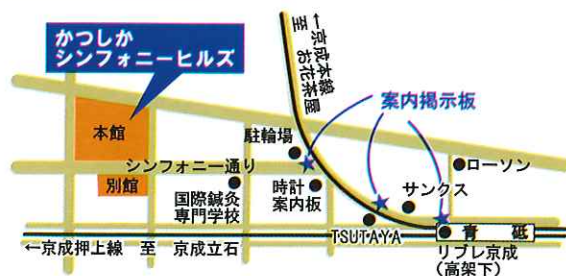 かつしか
シンフォニーヒルズ
←京成本線
至 お花茶屋
案内掲示板
本館
駐輪場
シンフォニー通り
ローソン
別館
国際鍼灸
専門学校
時計
案内板
サンクス
TSUTAYA
青砥
←京成押上線 至 京成立石
リブレ京成
(高架下)